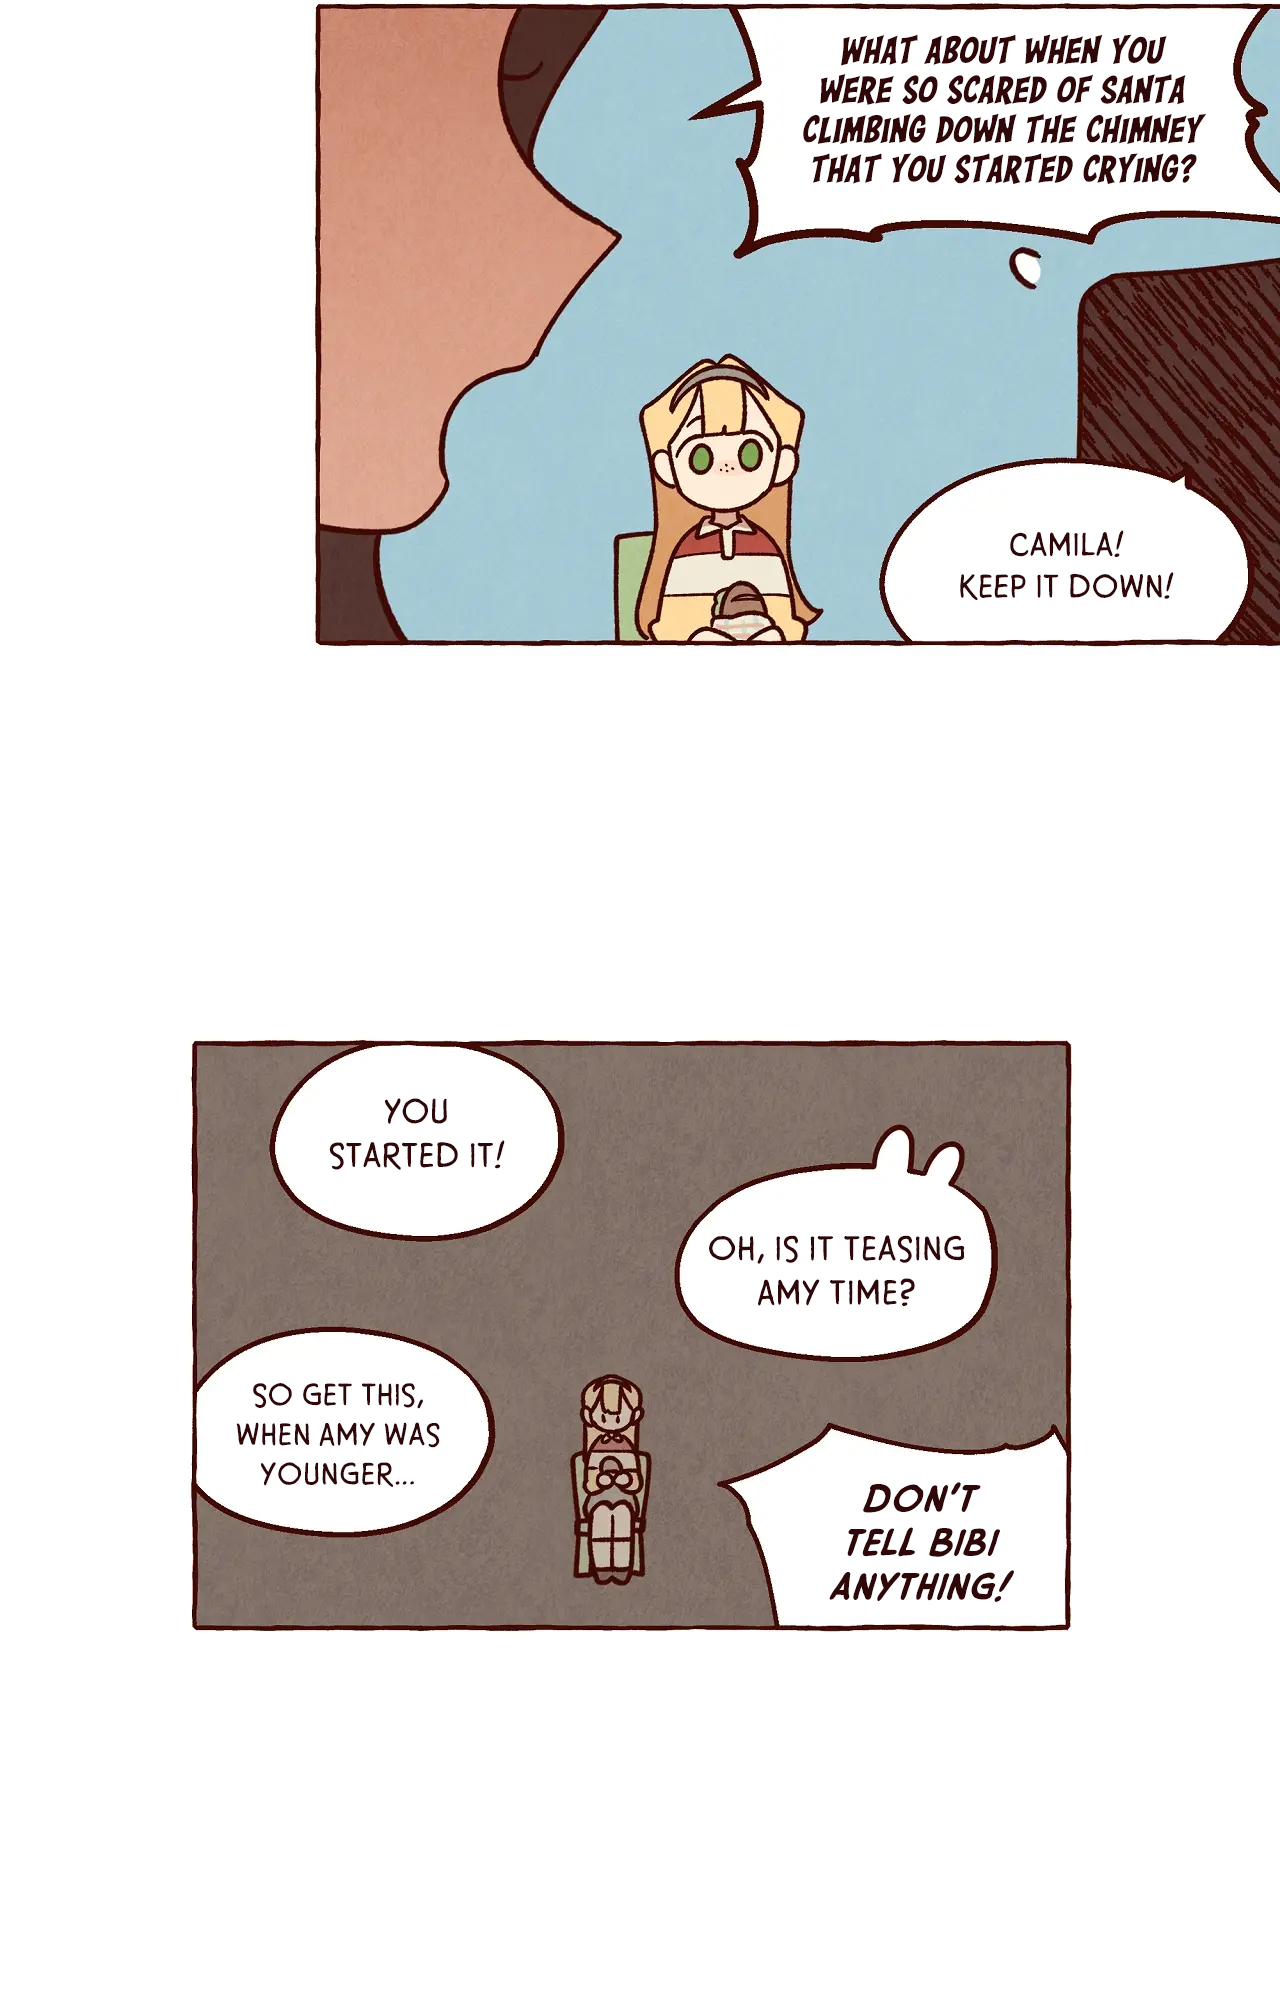 WHAT ABOUT WHEN YOU
WERE SO SCARED OF SANTA
CLIMBING DOWN THE CHIMNEY
THAT YOU STARTED CRYING?
CAMILA!
KEEP IT DOWN!
YOU
STARTED IT!
OH, IS IT TEASING
AMY TIME?
SO GET THIS,
WHEN AMY WAS
YOUNGER...
DON'T
TELL BIBI
ANYTHING!